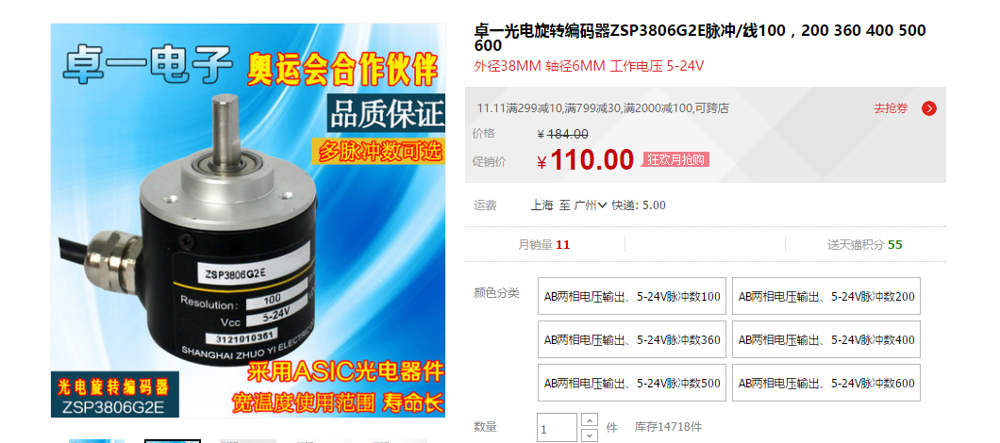 卓一电子
奥运会合作伙伴
品质保证
多脉冲数可选
ZSP3806G2E
Resolution: 100
Vcc 5-24V
3121010361
SHANGHAI ZHUO YI ELECTRIC
采用ASIC光电器件
宽温度使用范围 寿命长
光电旋转编码器
ZSP3806G2E
卓一光电旋转编码器ZSP3806G2E脉冲/线100，200 360 400 500
600
外径38MM 轴径6MM 工作电压 5-24V
11.11满299减10,满799减30,满2000减100,可跨店 去抢券
价格 ¥ 184.00
促销价 ¥ 110.00 狂欢月抢购
运费 上海 至 广州 快递: 5.00
月销量 11 送天猫积分 55
颜色分类 AB两相电压输出、5-24V脉冲数100 AB两相电压输出、5-24V脉冲数200
AB两相电压输出、5-24V脉冲数360 AB两相电压输出、5-24V脉冲数400
AB两相电压输出、5-24V脉冲数500 AB两相电压输出、5-24V脉冲数600
数量 1 件 库存14718件